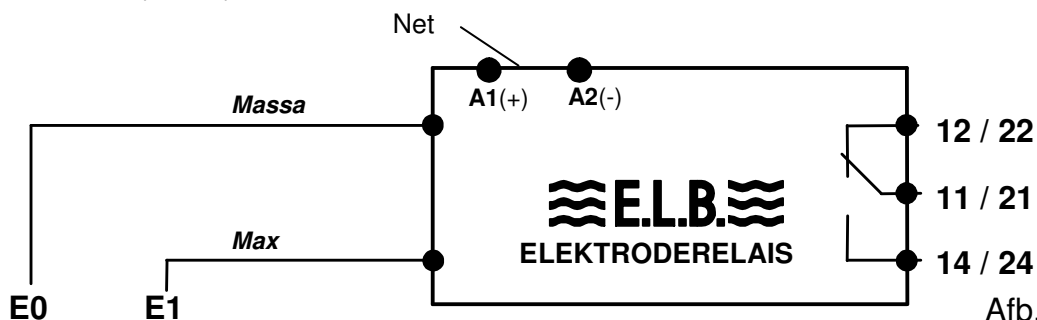 Net
A1(+) A2(-)
Massa
12 / 22
E.L.B.
11 / 21
Max
ELEKTRODERELAIS
14 / 24
E0 E1
Afb.